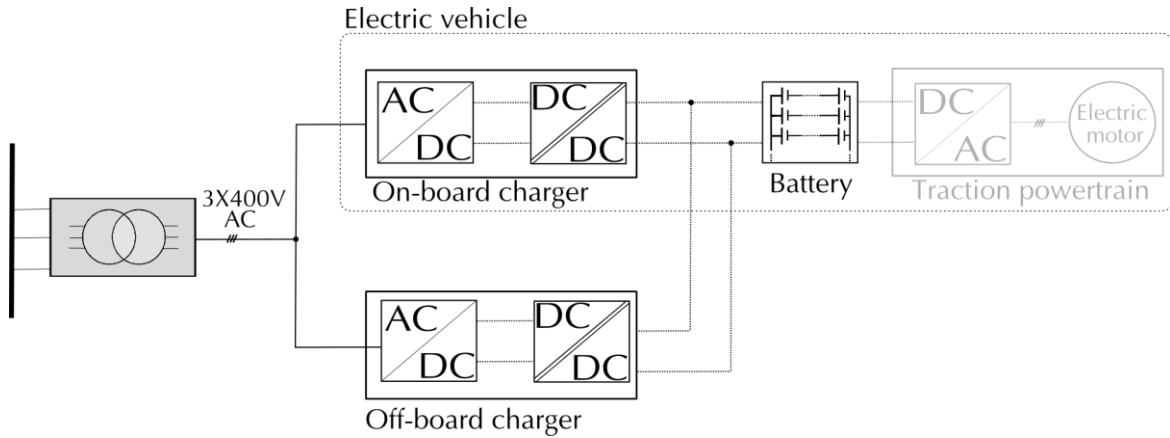 Electric vehicle
AC
DC
DC
DC
On-board charger
Battery
DC
AC
Electric
motor
Traction powertrain
3X400V
AC
AC
DC
DC
DC
Off-board charger